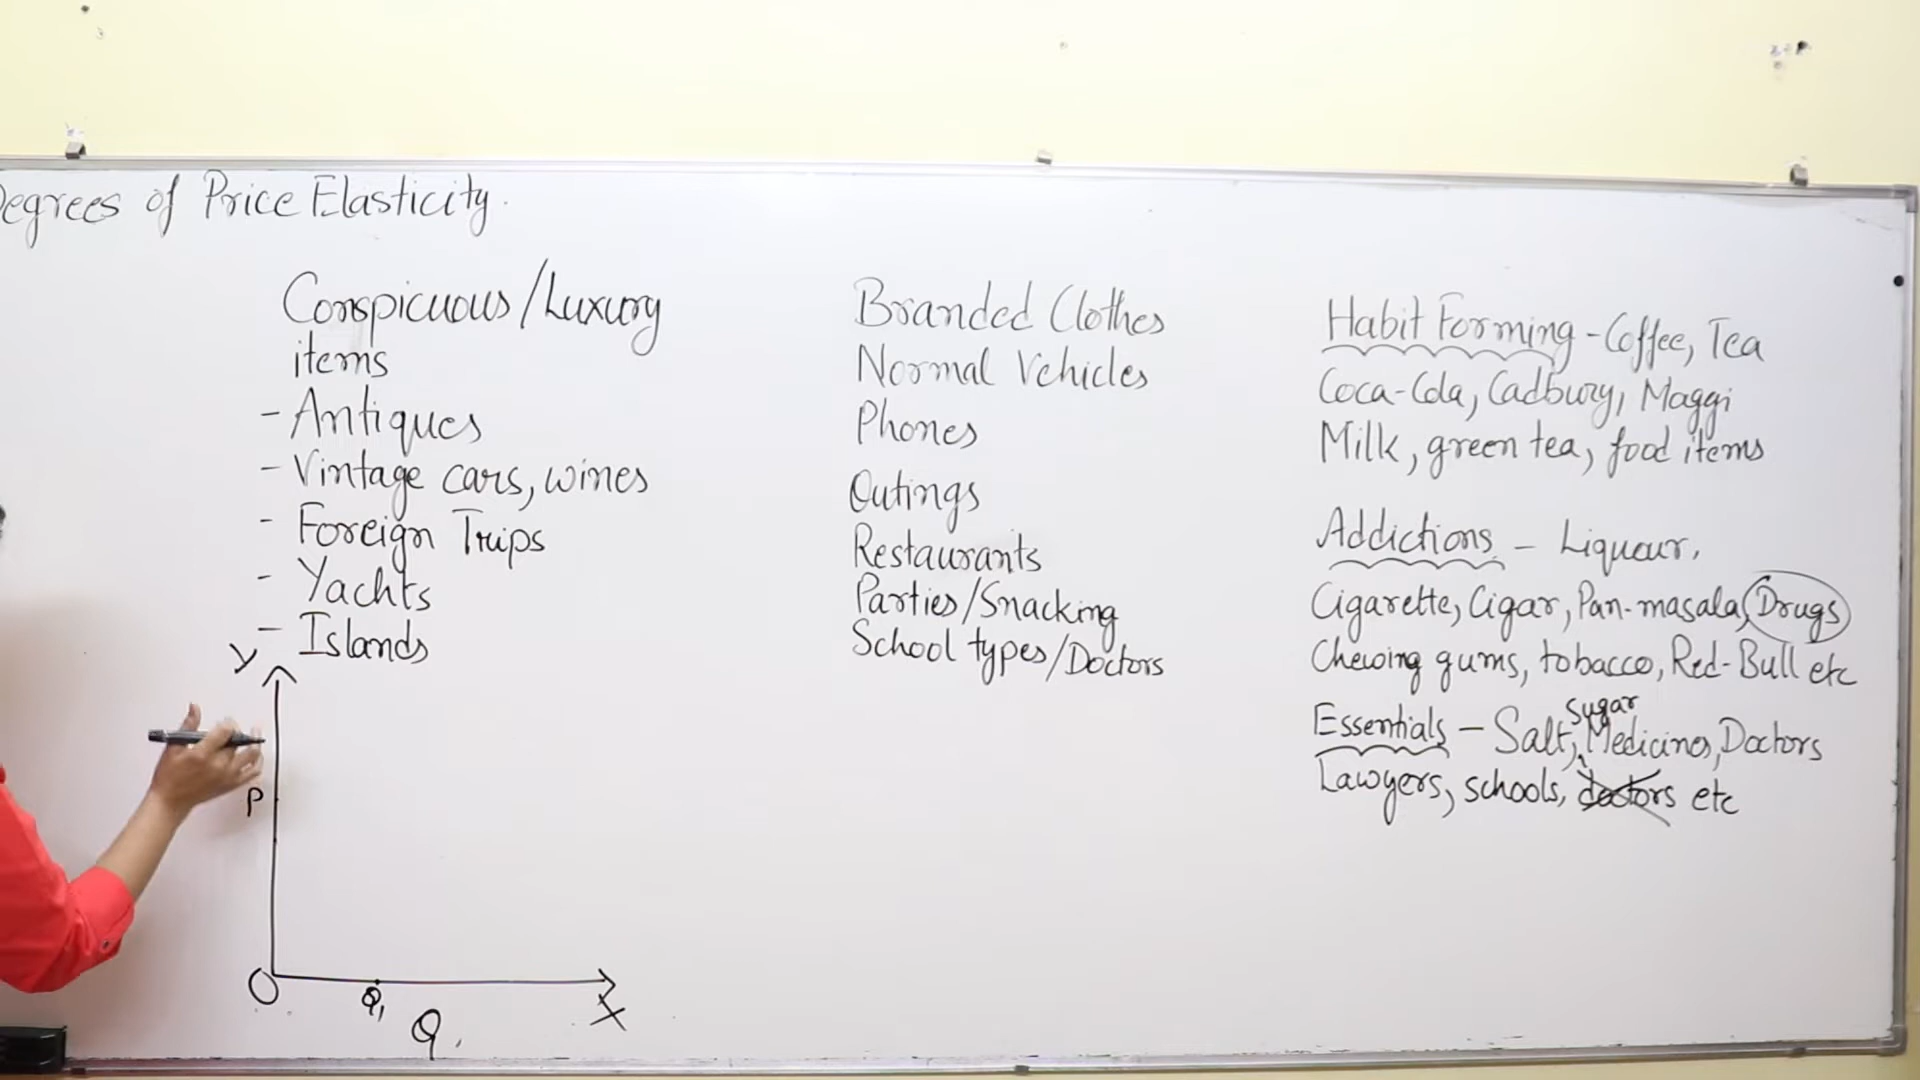 Degrees of Price Elasticity.
Conspicuous/Luxury
items
- Antiques
- Vintage cars, wines
- Foreign Trips
- Yachts
- Islands
Branded Clothes
Normal Vehicles
Phones
Outings
Restaurants
Parties/Snacking
School types/Doctors
Habit Forming - Coffee, Tea
Coca-Cola, Cadbury, Maggi
Milk, green tea, food items
Addictions - Liqueur,
Cigarette, Cigar, Pan-masala, Drugs
Chewing gums, tobacco, Red-Bull etc
sugar
Essentials - Salt, Medicines, Doctors
Lawyers, schools, doctors etc
Y
P
O
Q1
X
Q.